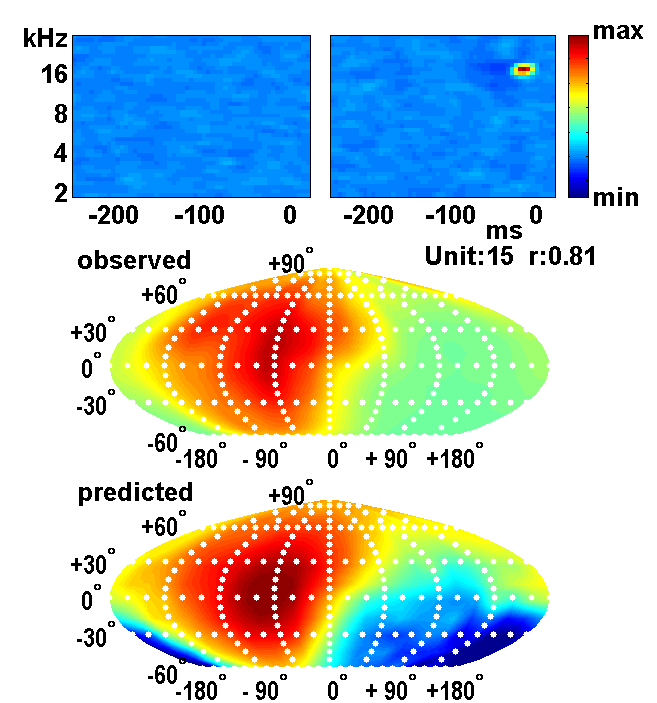 kHz
16
8
4
2
-200 -100 0
-200 -100 0
ms
max
min
Unit:15 r:0.81
observed
+90°
+60°
+30°
0°
-30°
-60°
-180° - 90° 0° + 90° +180°
predicted
+90°
+60°
+30°
0°
-30°
-60°
-180° - 90° 0° + 90° +180°